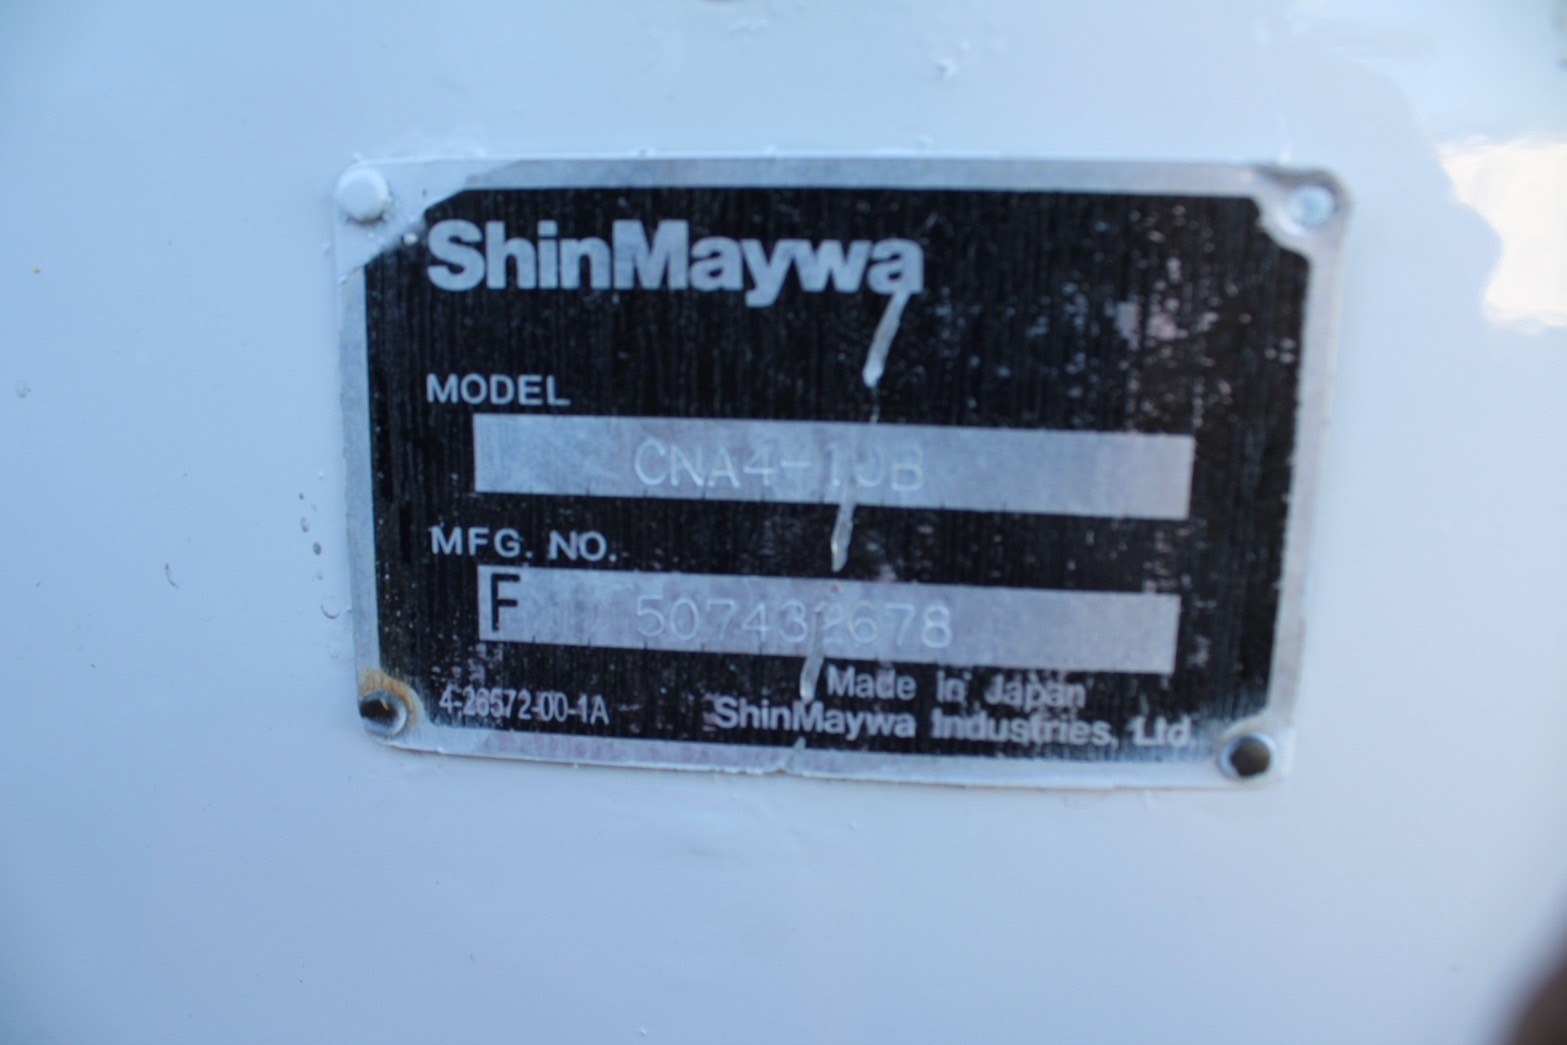 ShinMaywa
MODEL
CNA4-10B
MFG. NO.
F 507432678
Made in Japan
4-26572-00-1A
ShinMaywa Industries, Ltd.